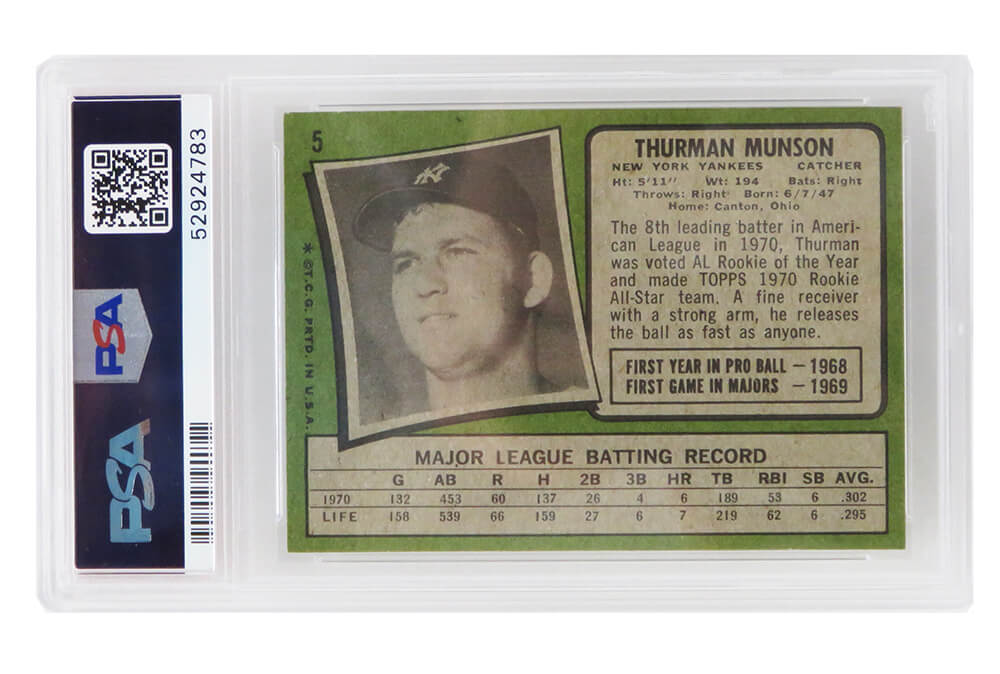 52924783
PSA
PSA
5
* ©T.C.G. PRTD. IN U.S.A.
NY
THURMAN MUNSON
NEW YORK YANKEES CATCHER
Ht: 5'11" Wt: 194 Bats: Right
Throws: Right Born: 6/7/47
Home: Canton, Ohio
The 8th leading batter in Ameri-
can League in 1970, Thurman
was voted AL Rookie of the Year
and made TOPPS 1970 Rookie
All-Star team. A fine receiver
with a strong arm, he releases
the ball as fast as anyone.
FIRST YEAR IN PRO BALL — 1968
FIRST GAME IN MAJORS — 1969
MAJOR LEAGUE BATTING RECORD
G AB R H 2B 3B HR TB RBI SB AVG.
1970 132 453 60 137 26 4 6 189 53 6 .302
LIFE 158 539 66 159 27 6 7 219 62 6 .295